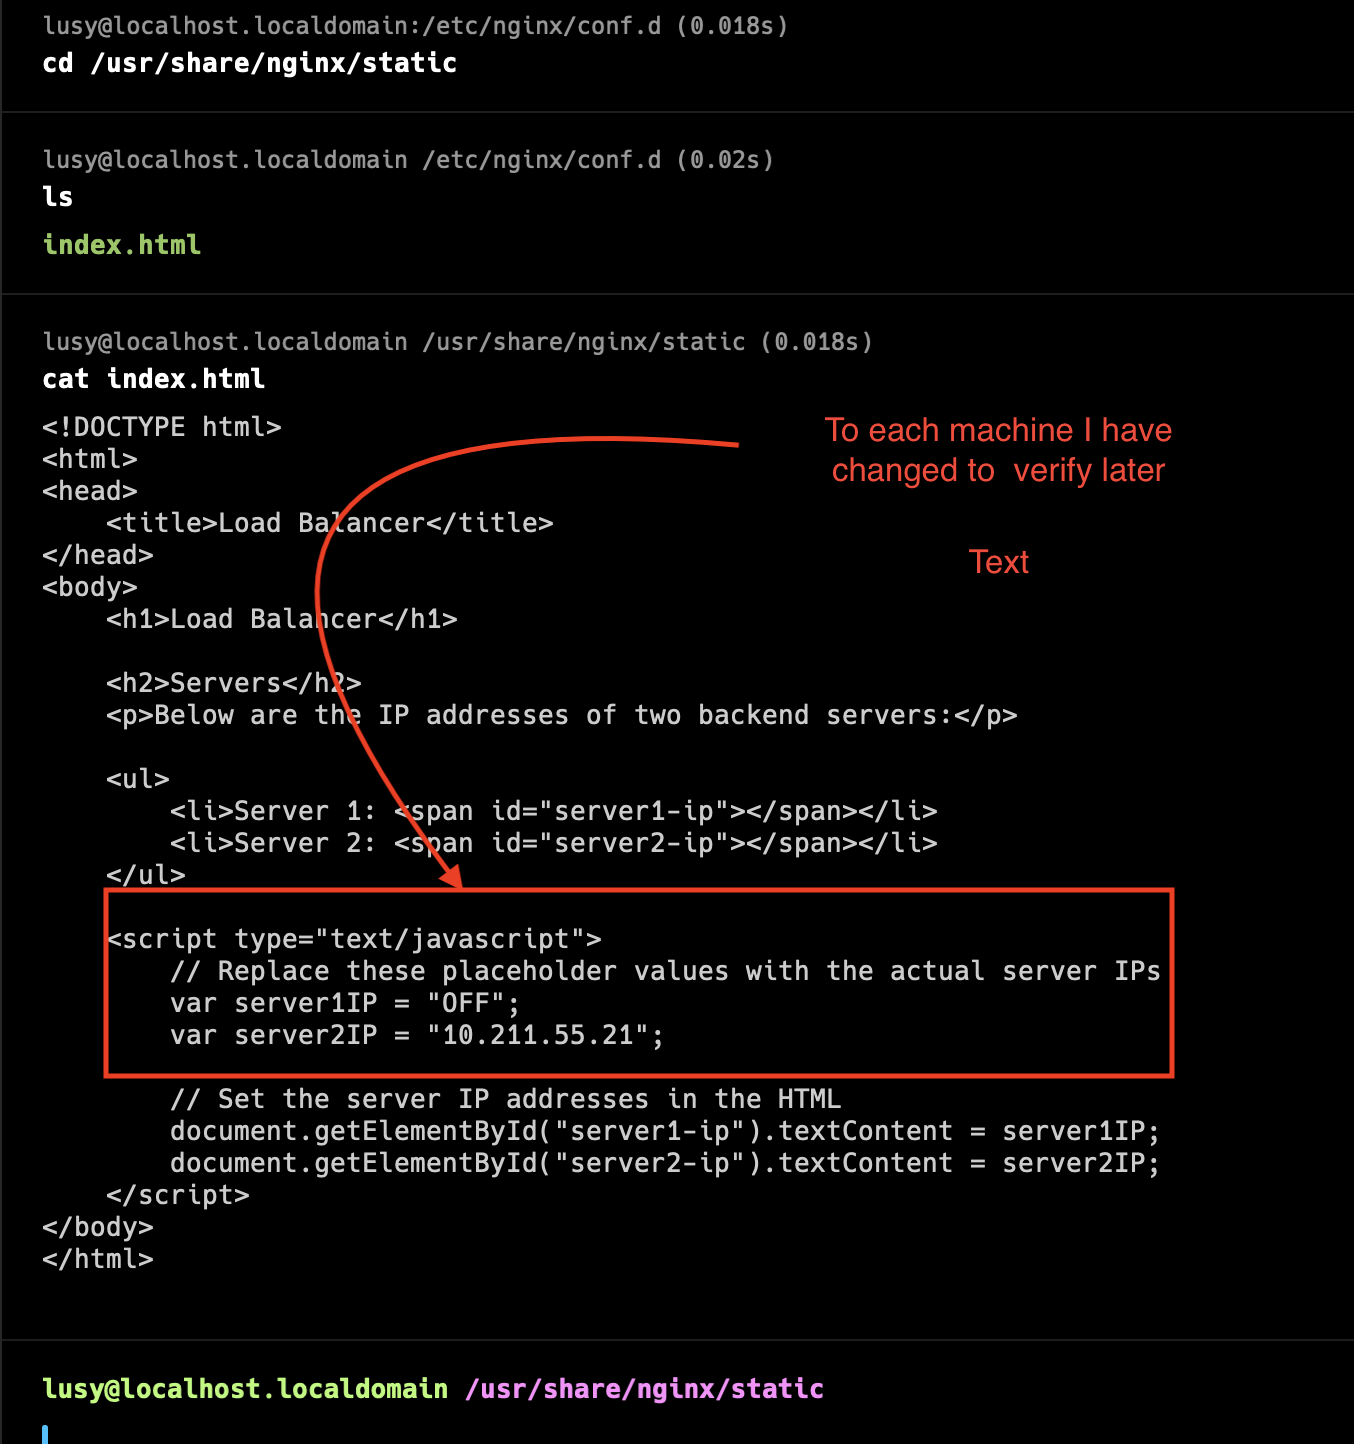 lusy@localhost.localdomain:/etc/nginx/conf.d (0.018s)
cd /usr/share/nginx/static
lusy@localhost.localdomain /etc/nginx/conf.d (0.02s)
ls
index.html
lusy@localhost.localdomain /usr/share/nginx/static (0.018s)
cat index.html
<!DOCTYPE html>
<html>
<head>
    <title>Load Balancer</title>
</head>
<body>
    <h1>Load Balancer</h1>

    <h2>Servers</h2>
    <p>Below are the IP addresses of two backend servers:</p>

    <ul>
        <li>Server 1: <span id="server1-ip"></span></li>
        <li>Server 2: <span id="server2-ip"></span></li>
    </ul>

    <script type="text/javascript">
        // Replace these placeholder values with the actual server IPs
        var server1IP = "OFF";
        var server2IP = "10.211.55.21";

        // Set the server IP addresses in the HTML
        document.getElementById("server1-ip").textContent = server1IP;
        document.getElementById("server2-ip").textContent = server2IP;
    </script>
</body>
</html>
To each machine I have
changed to  verify later
Text
lusy@localhost.localdomain /usr/share/nginx/static